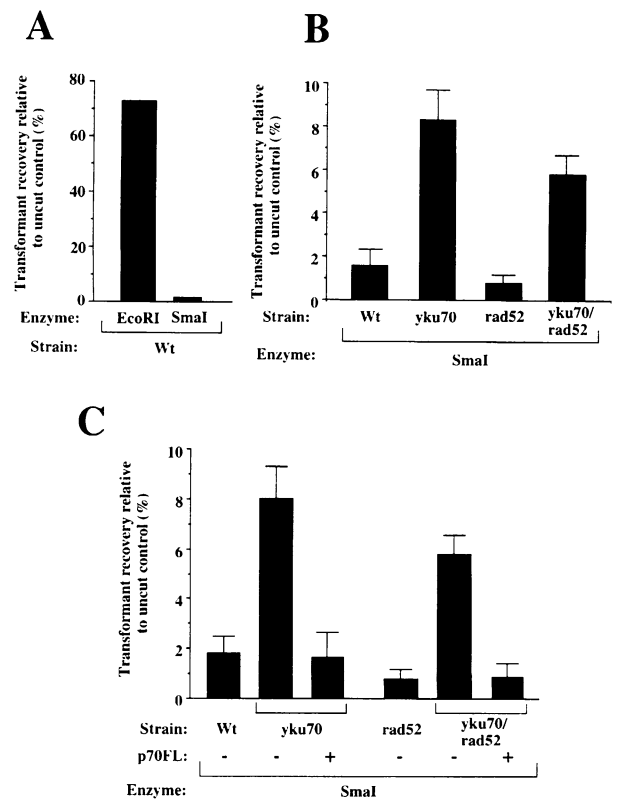 A
Transformant recovery relative
to uncut control (%)
80
60
40
20
0
Enzyme: EcoRI SmaI
Strain: Wt
B
Transformant recovery relative
to uncut control (%)
10
8
6
4
2
0
Strain: Wt yku70 rad52 yku70/
rad52
Enzyme: SmaI
C
Transformant recovery relative
to uncut control (%)
10
8
6
4
2
0
Strain: Wt yku70 rad52 yku70/
rad52
p70FL: - - + - - +
Enzyme: SmaI